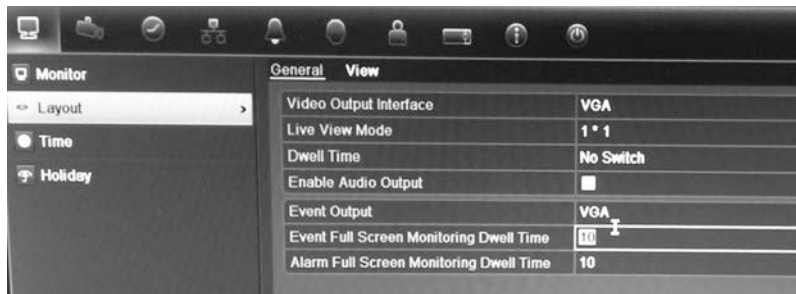 Monitor
Layout
Time
Holiday
General View
Video Output Interface VGA
Live View Mode 1 * 1
Dwell Time No Switch
Enable Audio Output
Event Output VGA
Event Full Screen Monitoring Dwell Time 10
Alarm Full Screen Monitoring Dwell Time 10